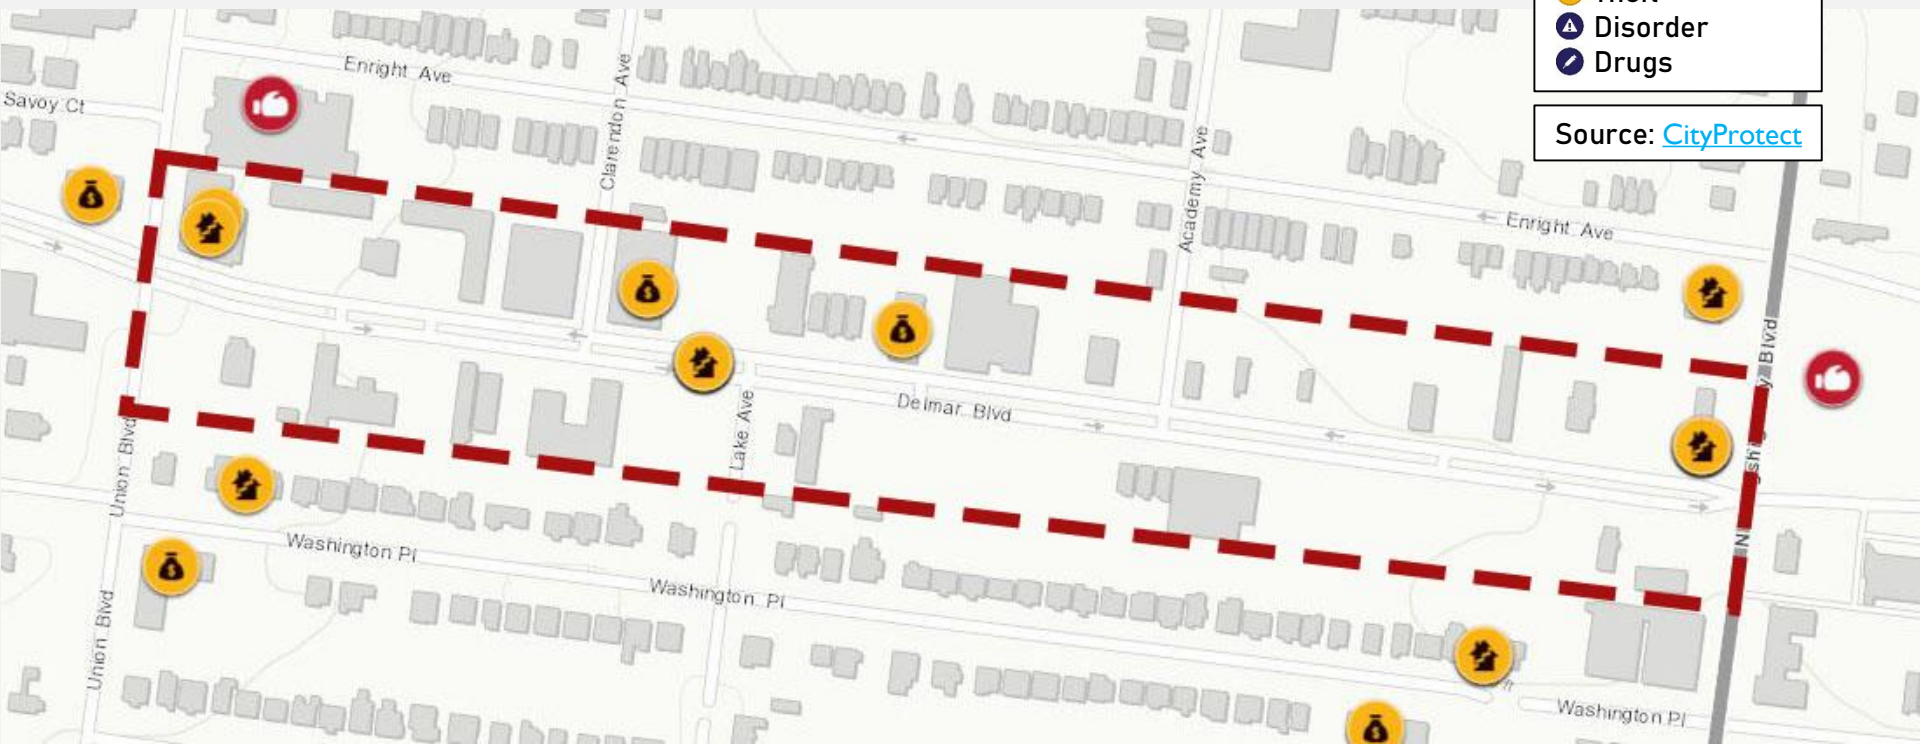 Disorder
Drugs
Source: CityProtect
Enright Ave
Savoy Ct
Clarendon Ave
Academy Ave
Enright Ave
Delmar Blvd
Lake Ave
Union Blvd
Washington Pl
Washington Pl
Union Blvd
Washington Pl
Blvd
N